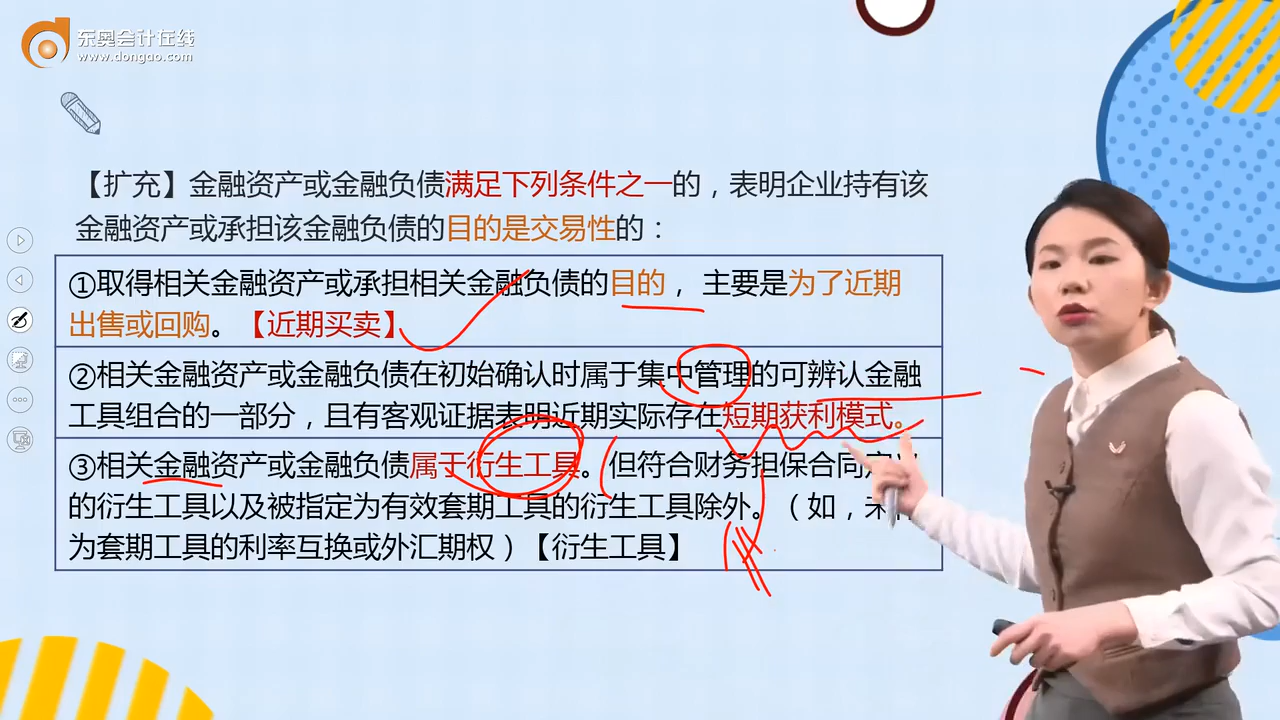 东奥会计在线
www.dongao.com
【扩充】金融资产或金融负债满足下列条件之一的，表明企业持有该
金融资产或承担该金融负债的目的是交易性的：
①取得相关金融资产或承担相关金融负债的目的， 主要是为了近期
出售或回购。【近期买卖】
②相关金融资产或金融负债在初始确认时属于集中管理的可辨认金融
工具组合的一部分，且有客观证据表明近期实际存在短期获利模式。
③相关金融资产或金融负债属于衍生工具。但符合财务担保合同
的衍生工具以及被指定为有效套期工具的衍生工具除外。（如，未
为套期工具的利率互换或外汇期权）【衍生工具】